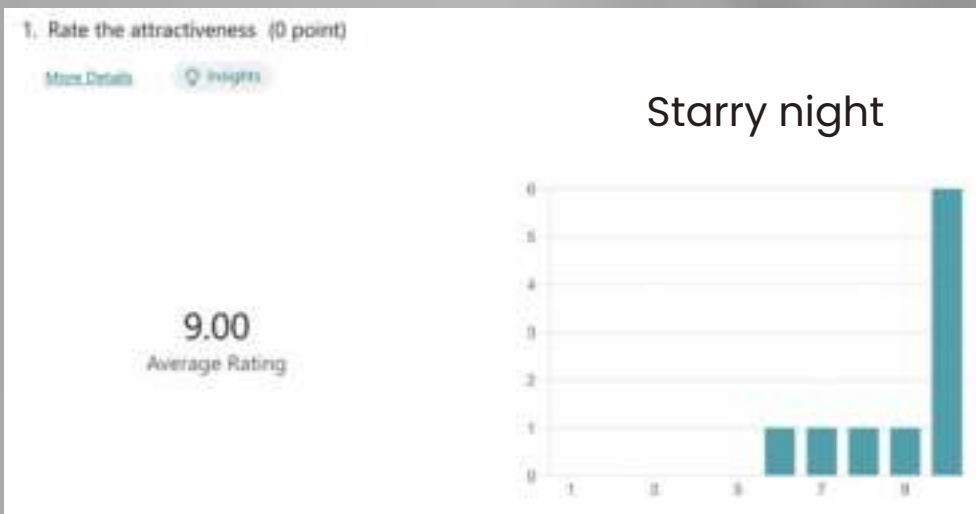 1. Rate the attractiveness (0 point)
More Details
Insights
Starry night
6
5
4
3
2
1
0
9.00
Average Rating
1
3
5
7
9